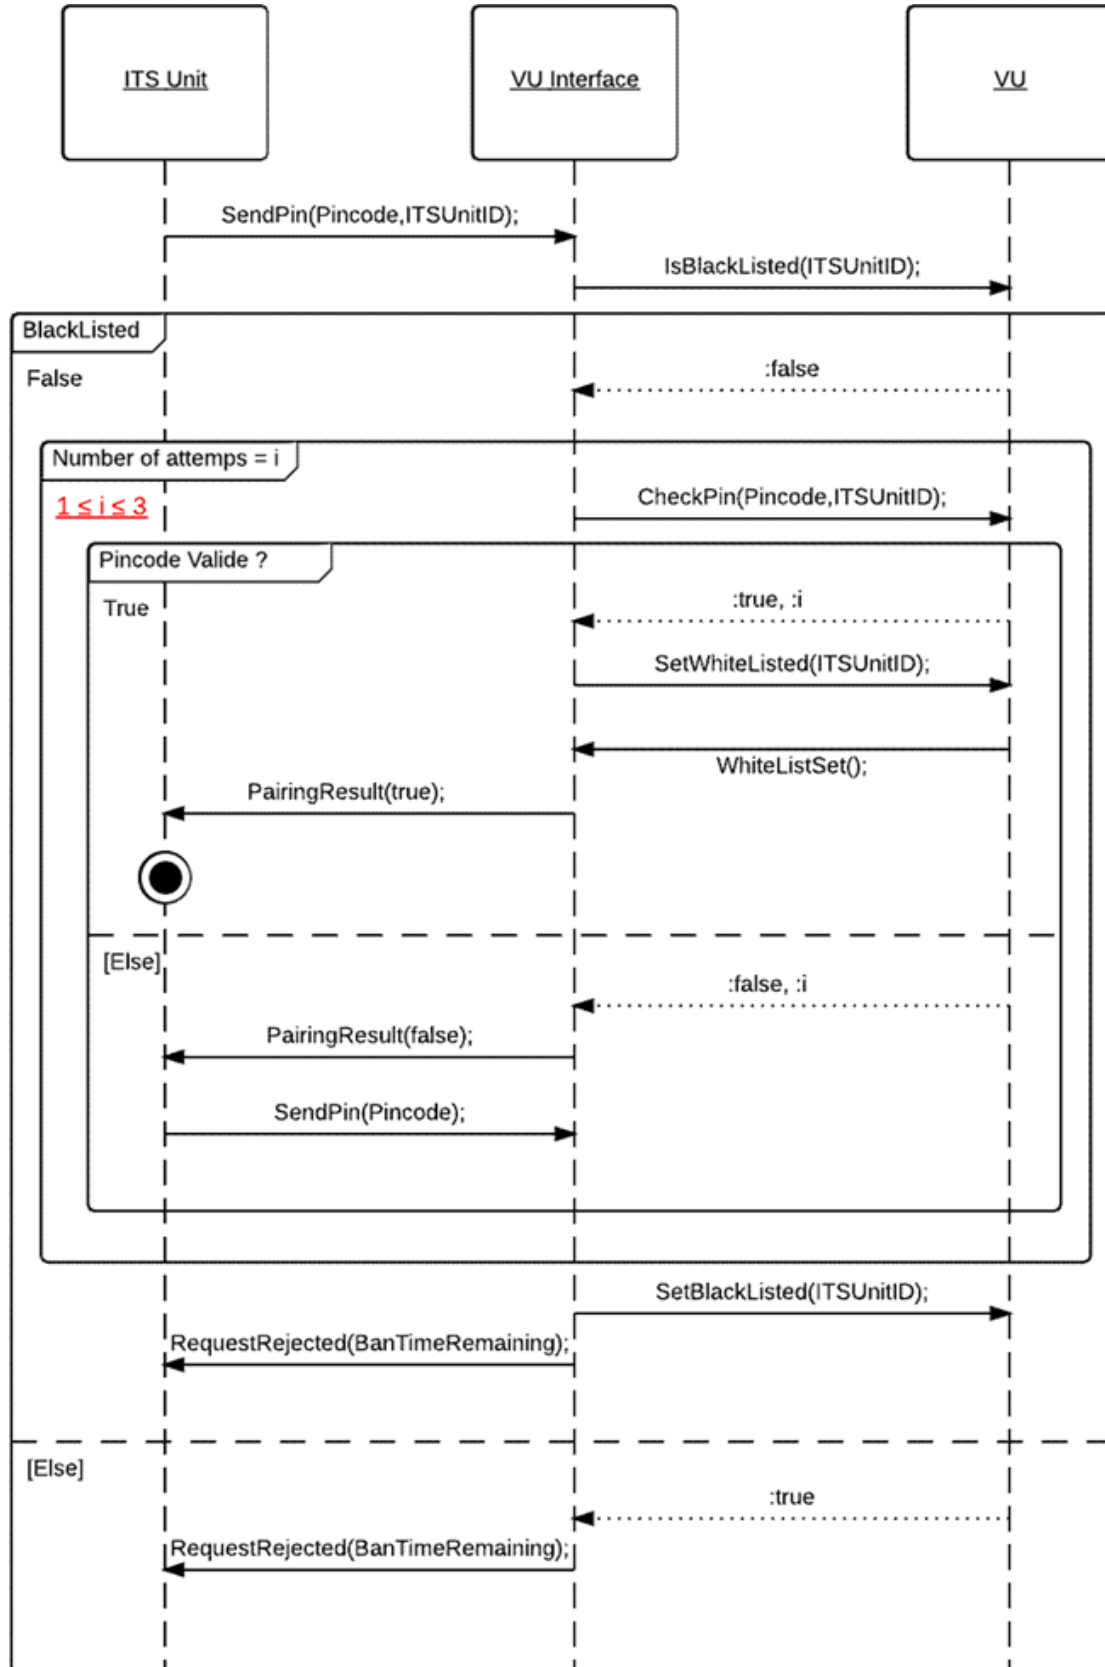 ITS Unit
VU Interface
VU
SendPin(Pincode,ITSUnitID);
IsBlackListed(ITSUnitID);
BlackListed
False
:false
Number of attemps = i
1 ≤ i ≤ 3
CheckPin(Pincode,ITSUnitID);
Pincode Valide ?
True
:true, :i
SetWhiteListed(ITSUnitID);
WhiteListSet();
PairingResult(true);
[Else]
:false, :i
PairingResult(false);
SendPin(Pincode);
SetBlackListed(ITSUnitID);
RequestRejected(BanTimeRemaining);
[Else]
:true
RequestRejected(BanTimeRemaining);